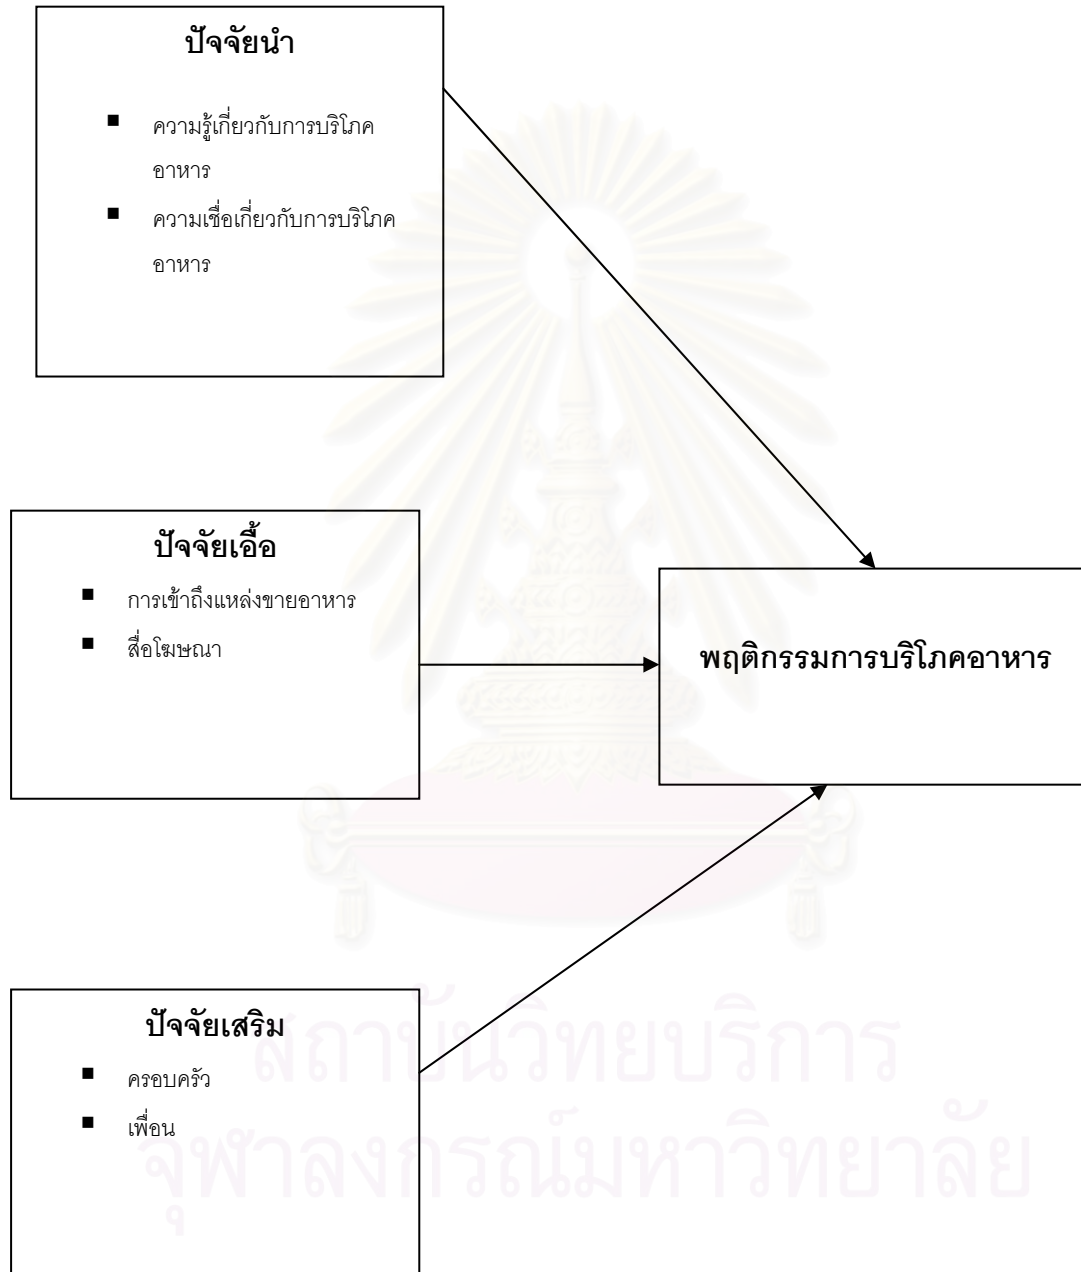 ปัจจัยนำ
■ ความรู้เกี่ยวกับการบริโภค
อาหาร
■ ความเชื่อเกี่ยวกับการบริโภค
อาหาร
ปัจจัยเอื้อ
■ การเข้าถึงแหล่งขายอาหาร
■ สื่อโฆษณา
พฤติกรรมการบริโภคอาหาร
ปัจจัยเสริม
■ ครอบครัว
■ เพื่อน
สถาบันวิทยบริการ
จุฬาลงกรณ์มหาวิทยาลัย